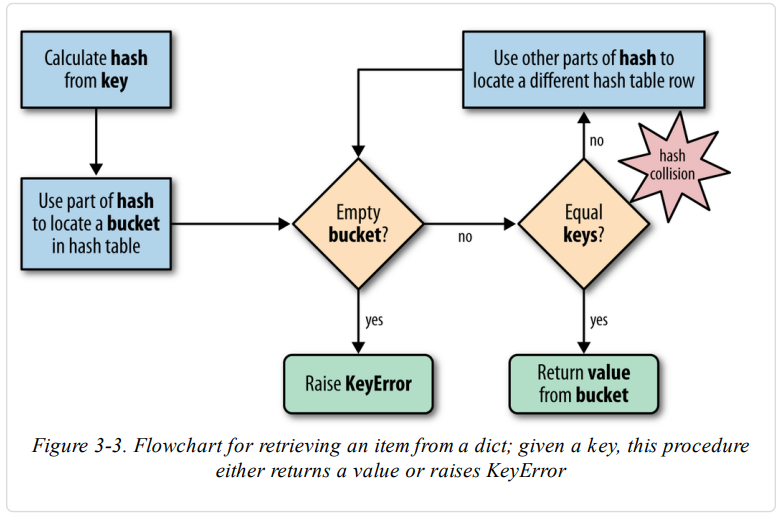 Calculate hash
from key
Use other parts of hash to
locate a different hash table row
no
hash
collision
Use part of hash
to locate a bucket
in hash table
Empty
bucket?
no
Equal
keys?
yes
yes
Raise KeyError
Return value
from bucket
Figure 3-3. Flowchart for retrieving an item from a dict; given a key, this procedure
either returns a value or raises KeyError